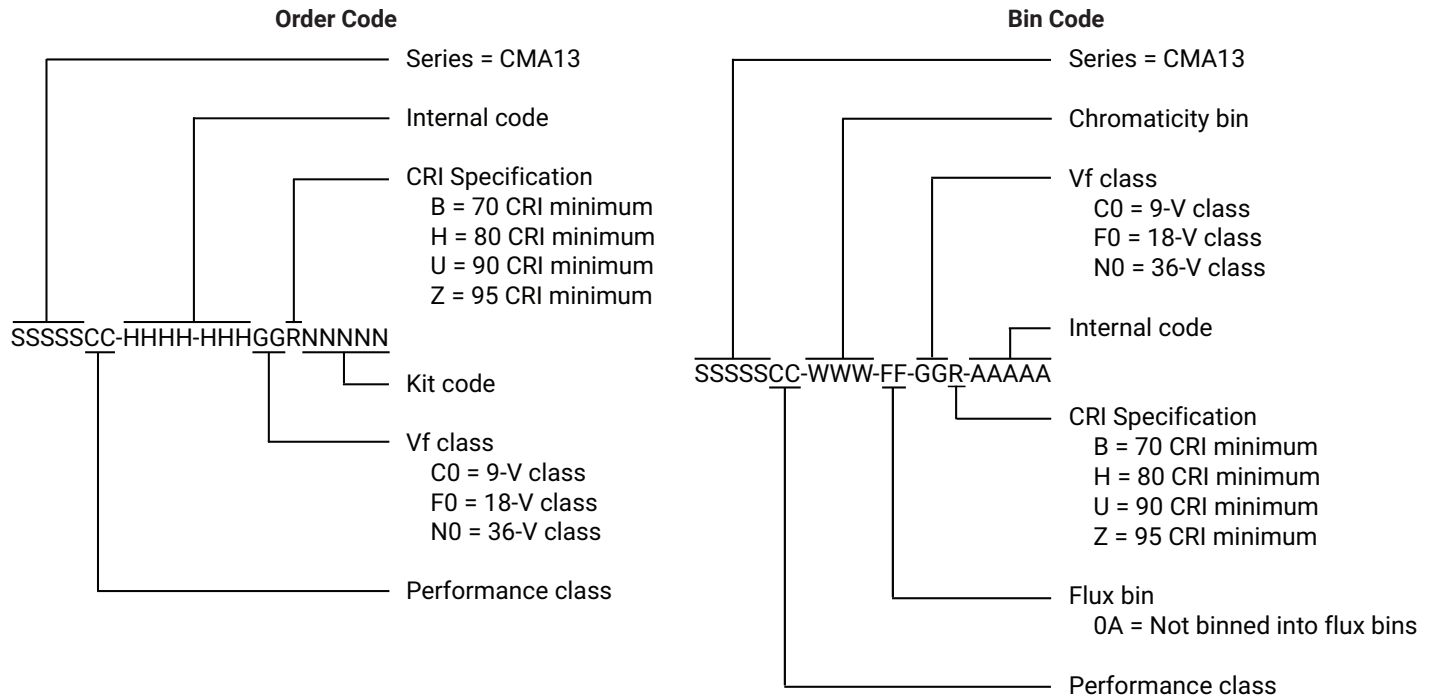 Order Code
Series = CMA13
Internal code
CRI Specification
B = 70 CRI minimum
H = 80 CRI minimum
U = 90 CRI minimum
Z = 95 CRI minimum
SSSSSCC-HHHH-HHHGGRNNNNN
Kit code
Vf class
C0 = 9-V class
F0 = 18-V class
N0 = 36-V class
Performance class
Bin Code
Series = CMA13
Chromaticity bin
Vf class
C0 = 9-V class
F0 = 18-V class
N0 = 36-V class
Internal code
SSSSSCC-WWW-FF-GGR-AAAAA
CRI Specification
B = 70 CRI minimum
H = 80 CRI minimum
U = 90 CRI minimum
Z = 95 CRI minimum
Flux bin
0A = Not binned into flux bins
Performance class